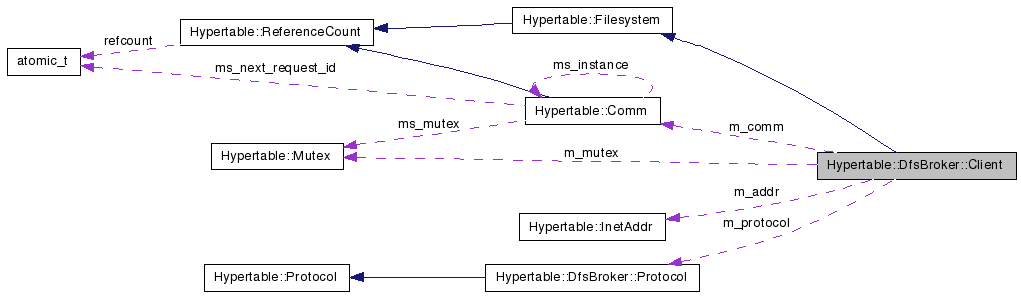 Hypertable::Filesystem
Hypertable::ReferenceCount
refcount
atomic_t
ms_next_request_id
ms_instance
Hypertable::Comm
ms_mutex
m_comm
Hypertable::Mutex
m_mutex
Hypertable::DfsBroker::Client
m_addr
Hypertable::InetAddr
m_protocol
Hypertable::Protocol
Hypertable::DfsBroker::Protocol